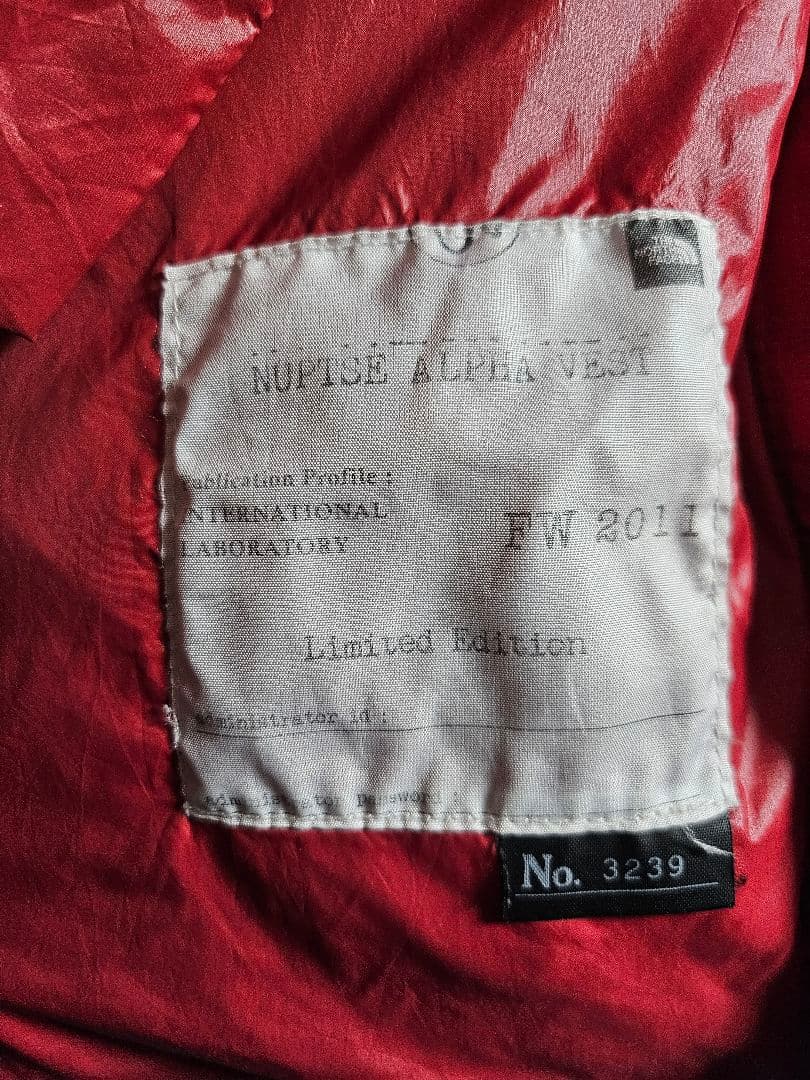 NUPTSE ALPHA VEST
Publication Profile :
INTERNATIONAL
LABORATORY
FW 2011
Limited Edition
administrator id :
administrator password :
No. 3239